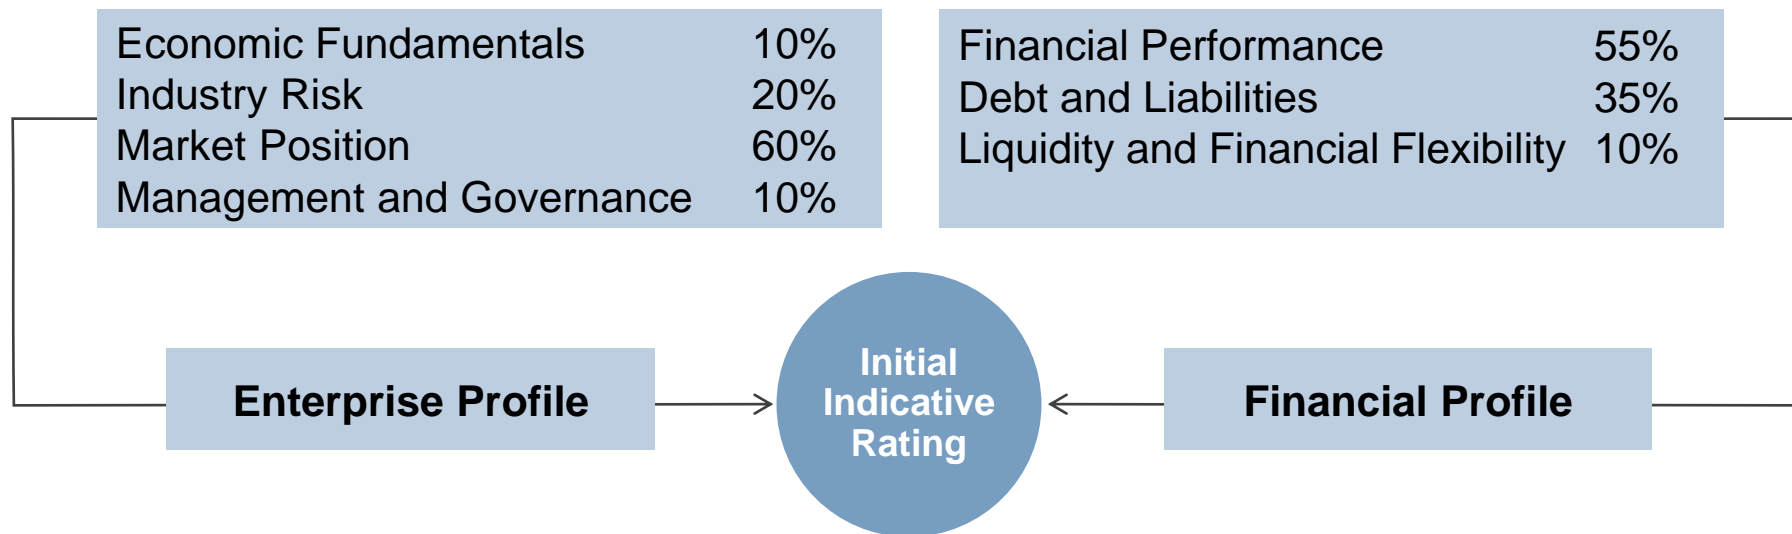 Economic Fundamentals 10%
Industry Risk 20%
Market Position 60%
Management and Governance 10%
Financial Performance 55%
Debt and Liabilities 35%
Liquidity and Financial Flexibility 10%
Enterprise Profile
Initial
Indicative
Rating
Financial Profile